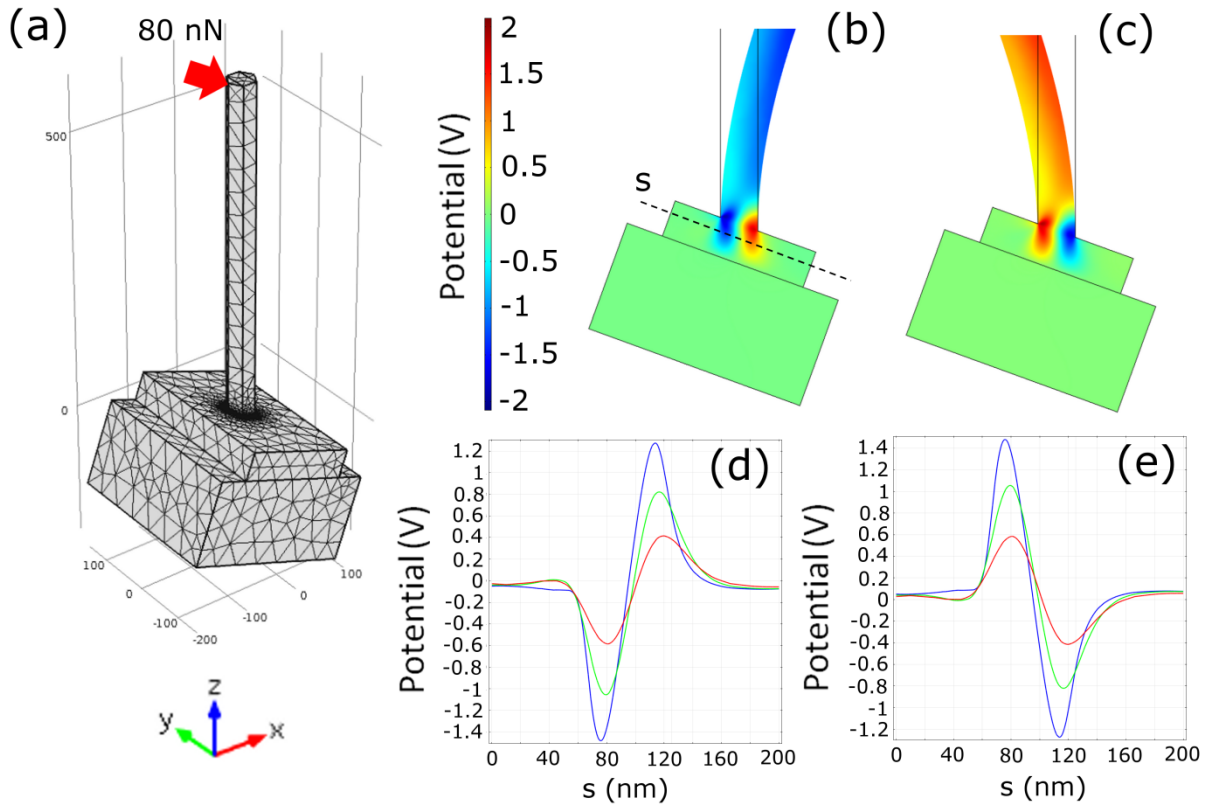 (a)
80 nN
500
0
100
0
-100
-200
-100
0
100
z
y
x
Potential (V)
2
1.5
1
0.5
0
-0.5
-1
-1.5
-2
(b)
s
(c)
(d)
Potential (V)
1.2
1
0.8
0.6
0.4
0.2
0
-0.2
-0.4
-0.6
-0.8
-1
-1.2
-1.4
0 40 80 120 160 200
s (nm)
(e)
Potential (V)
1.4
1.2
1
0.8
0.6
0.4
0.2
0
-0.2
-0.4
-0.6
-0.8
-1
-1.2
0 40 80 120 160 200
s (nm)